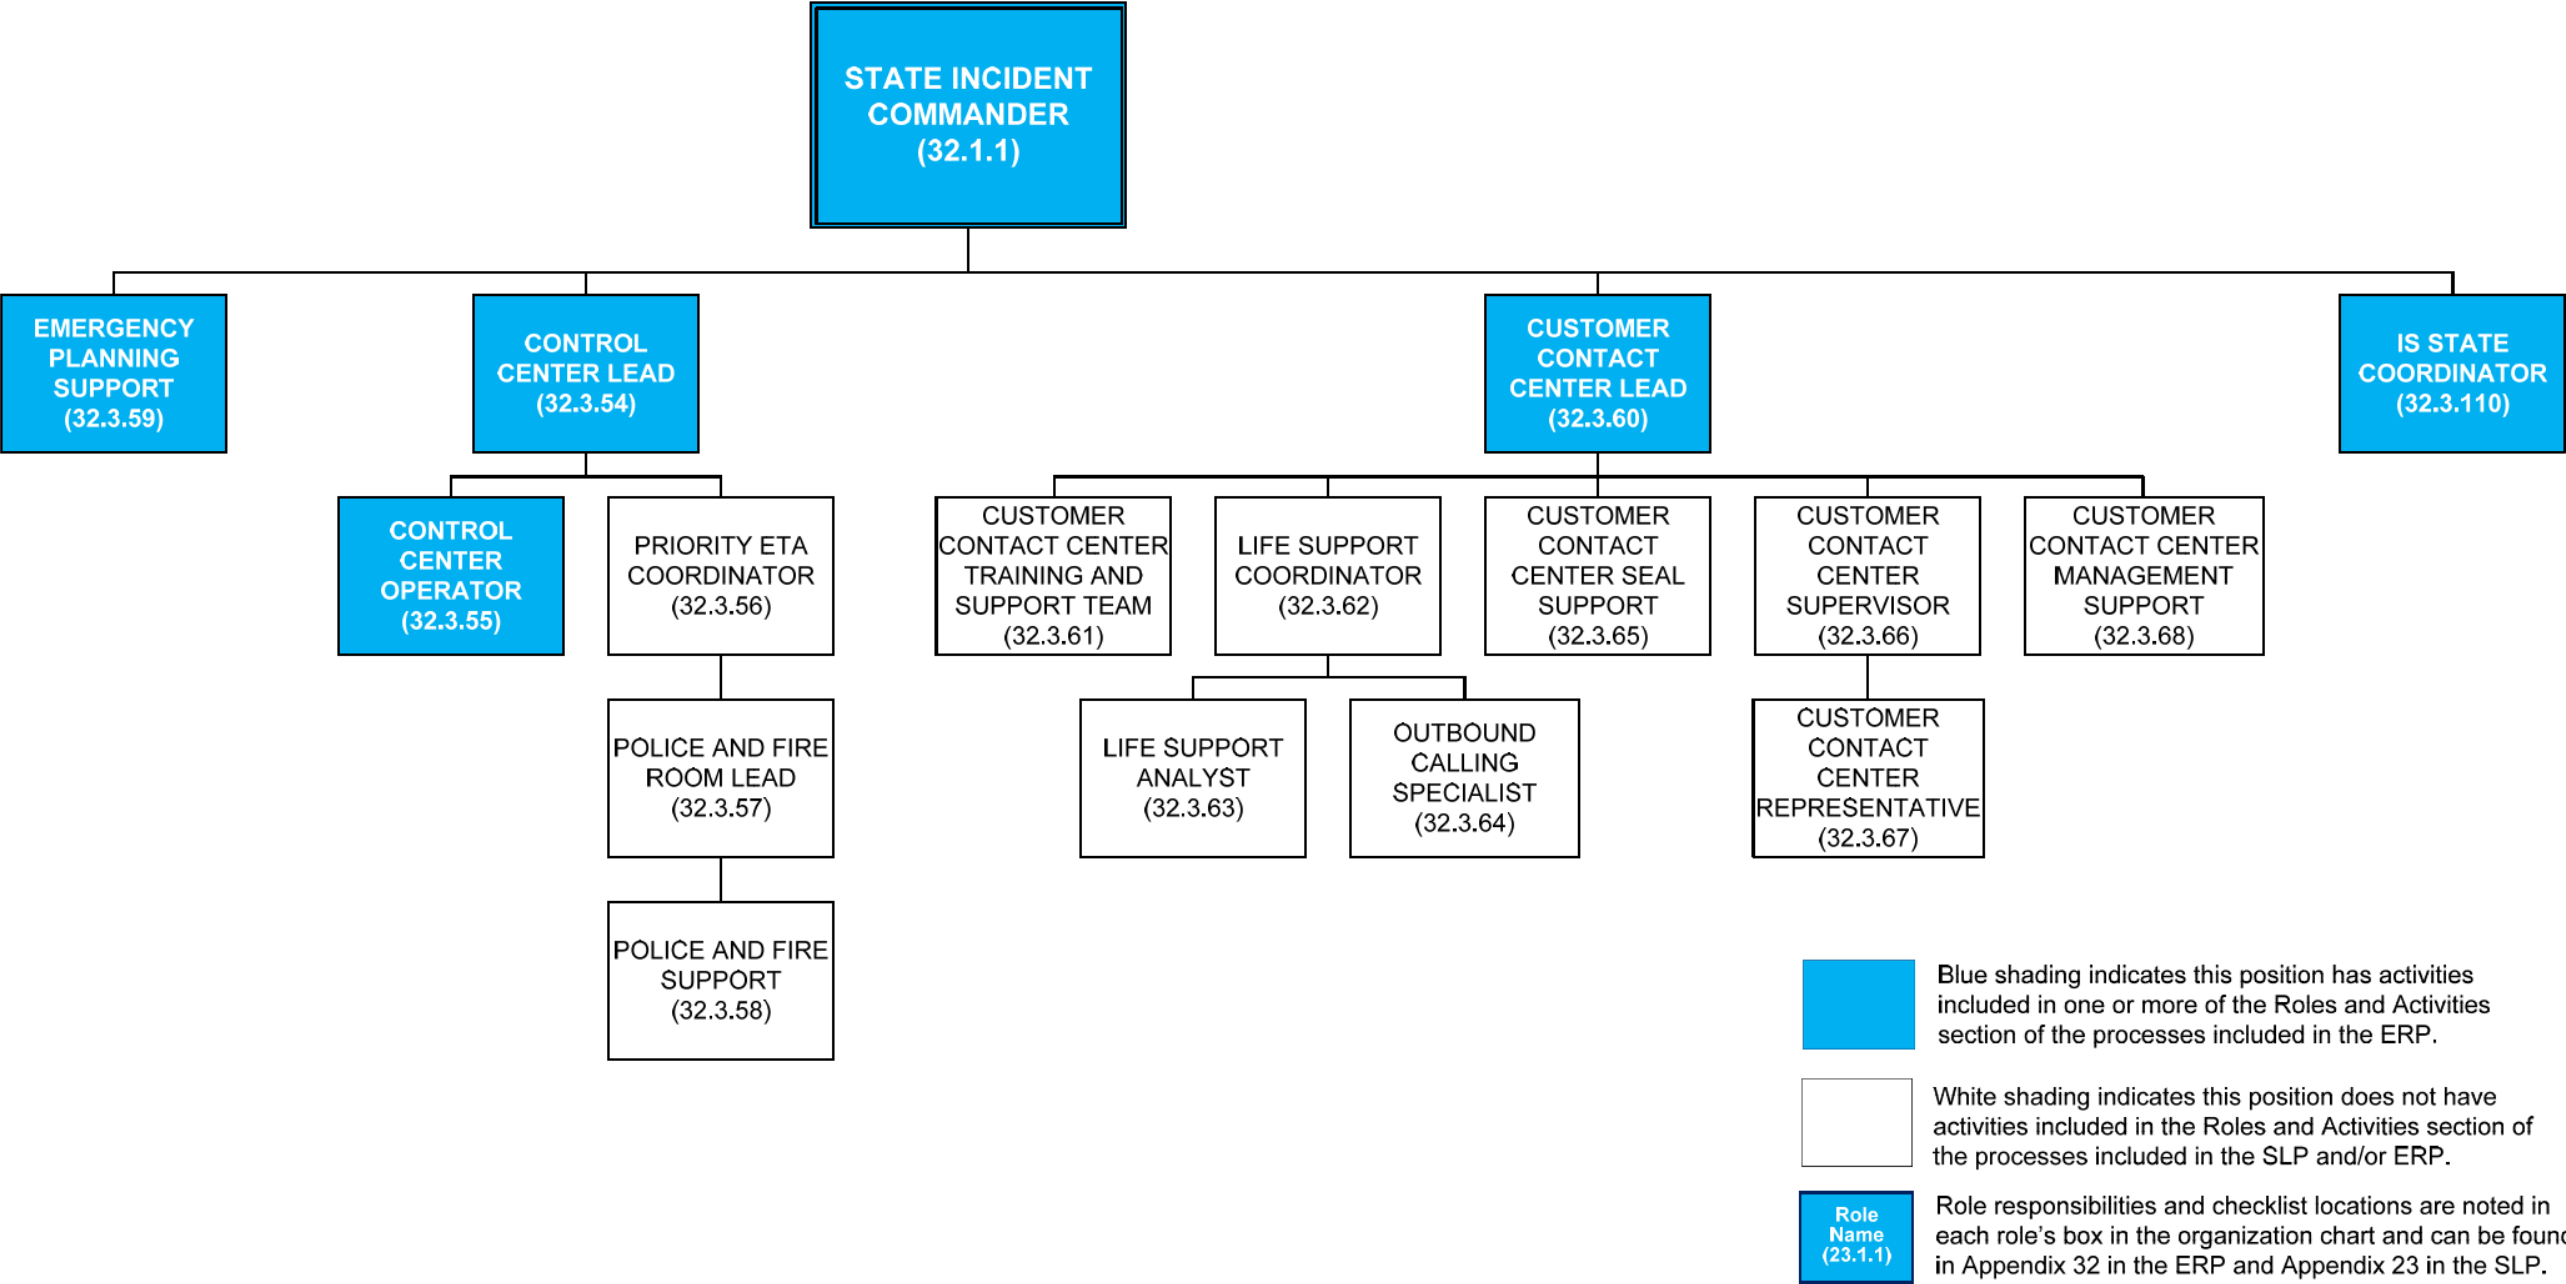 STATE INCIDENT
COMMANDER
(32.1.1)
EMERGENCY
PLANNING
SUPPORT
(32.3.59)
CONTROL
CENTER LEAD
(32.3.54)
CUSTOMER
CONTACT
CENTER LEAD
(32.3.60)
IS STATE
COORDINATOR
(32.3.110)
CONTROL
CENTER
OPERATOR
(32.3.55)
PRIORITY ETA
COORDINATOR
(32.3.56)
CUSTOMER
CONTACT CENTER
TRAINING AND
SUPPORT TEAM
(32.3.61)
LIFE SUPPORT
COORDINATOR
(32.3.62)
CUSTOMER
CONTACT
CENTER SEAL
SUPPORT
(32.3.65)
CUSTOMER
CONTACT
CENTER
SUPERVISOR
(32.3.66)
CUSTOMER
CONTACT CENTER
MANAGEMENT
SUPPORT
(32.3.68)
POLICE AND FIRE
ROOM LEAD
(32.3.57)
LIFE SUPPORT
ANALYST
(32.3.63)
OUTBOUND
CALLING
SPECIALIST
(32.3.64)
CUSTOMER
CONTACT
CENTER
REPRESENTATIVE
(32.3.67)
POLICE AND FIRE
SUPPORT
(32.3.58)
Blue shading indicates this position has activities
included in one or more of the Roles and Activities
section of the processes included in the ERP.
White shading indicates this position does not have
activities included in the Roles and Activities section of
the processes included in the SLP and/or ERP.
Role
Name
(23.1.1)
Role responsibilities and checklist locations are noted in
each role's box in the organization chart and can be found
in Appendix 32 in the ERP and Appendix 23 in the SLP.